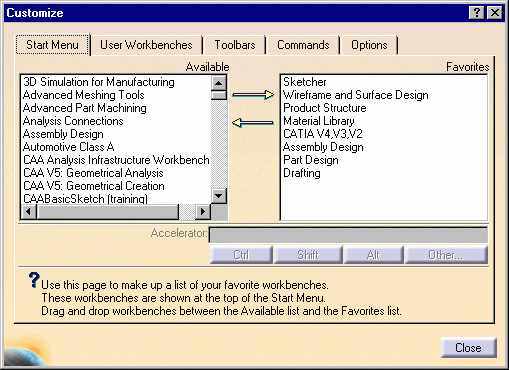 Customize
Start Menu User Workbenches Toolbars Commands Options
Available Favorites
3D Simulation for Manufacturing
Advanced Meshing Tools
Advanced Part Machining
Analysis Connections
Assembly Design
Automotive Class A
CAA Analysis Infrastructure Workbench
CAA V5: Geometrical Analysis
CAA V5: Geometrical Creation
CAABasicSketch (training)
Sketcher
Wireframe and Surface Design
Product Structure
Material Library
CATIA V4,V3,V2
Assembly Design
Part Design
Drafting
Accelerator:
Ctrl Shift Alt Other...
Use this page to make up a list of your favorite workbenches.
These workbenches are shown at the top of the Start Menu.
Drag and drop workbenches between the Available list and the Favorites list.
Close